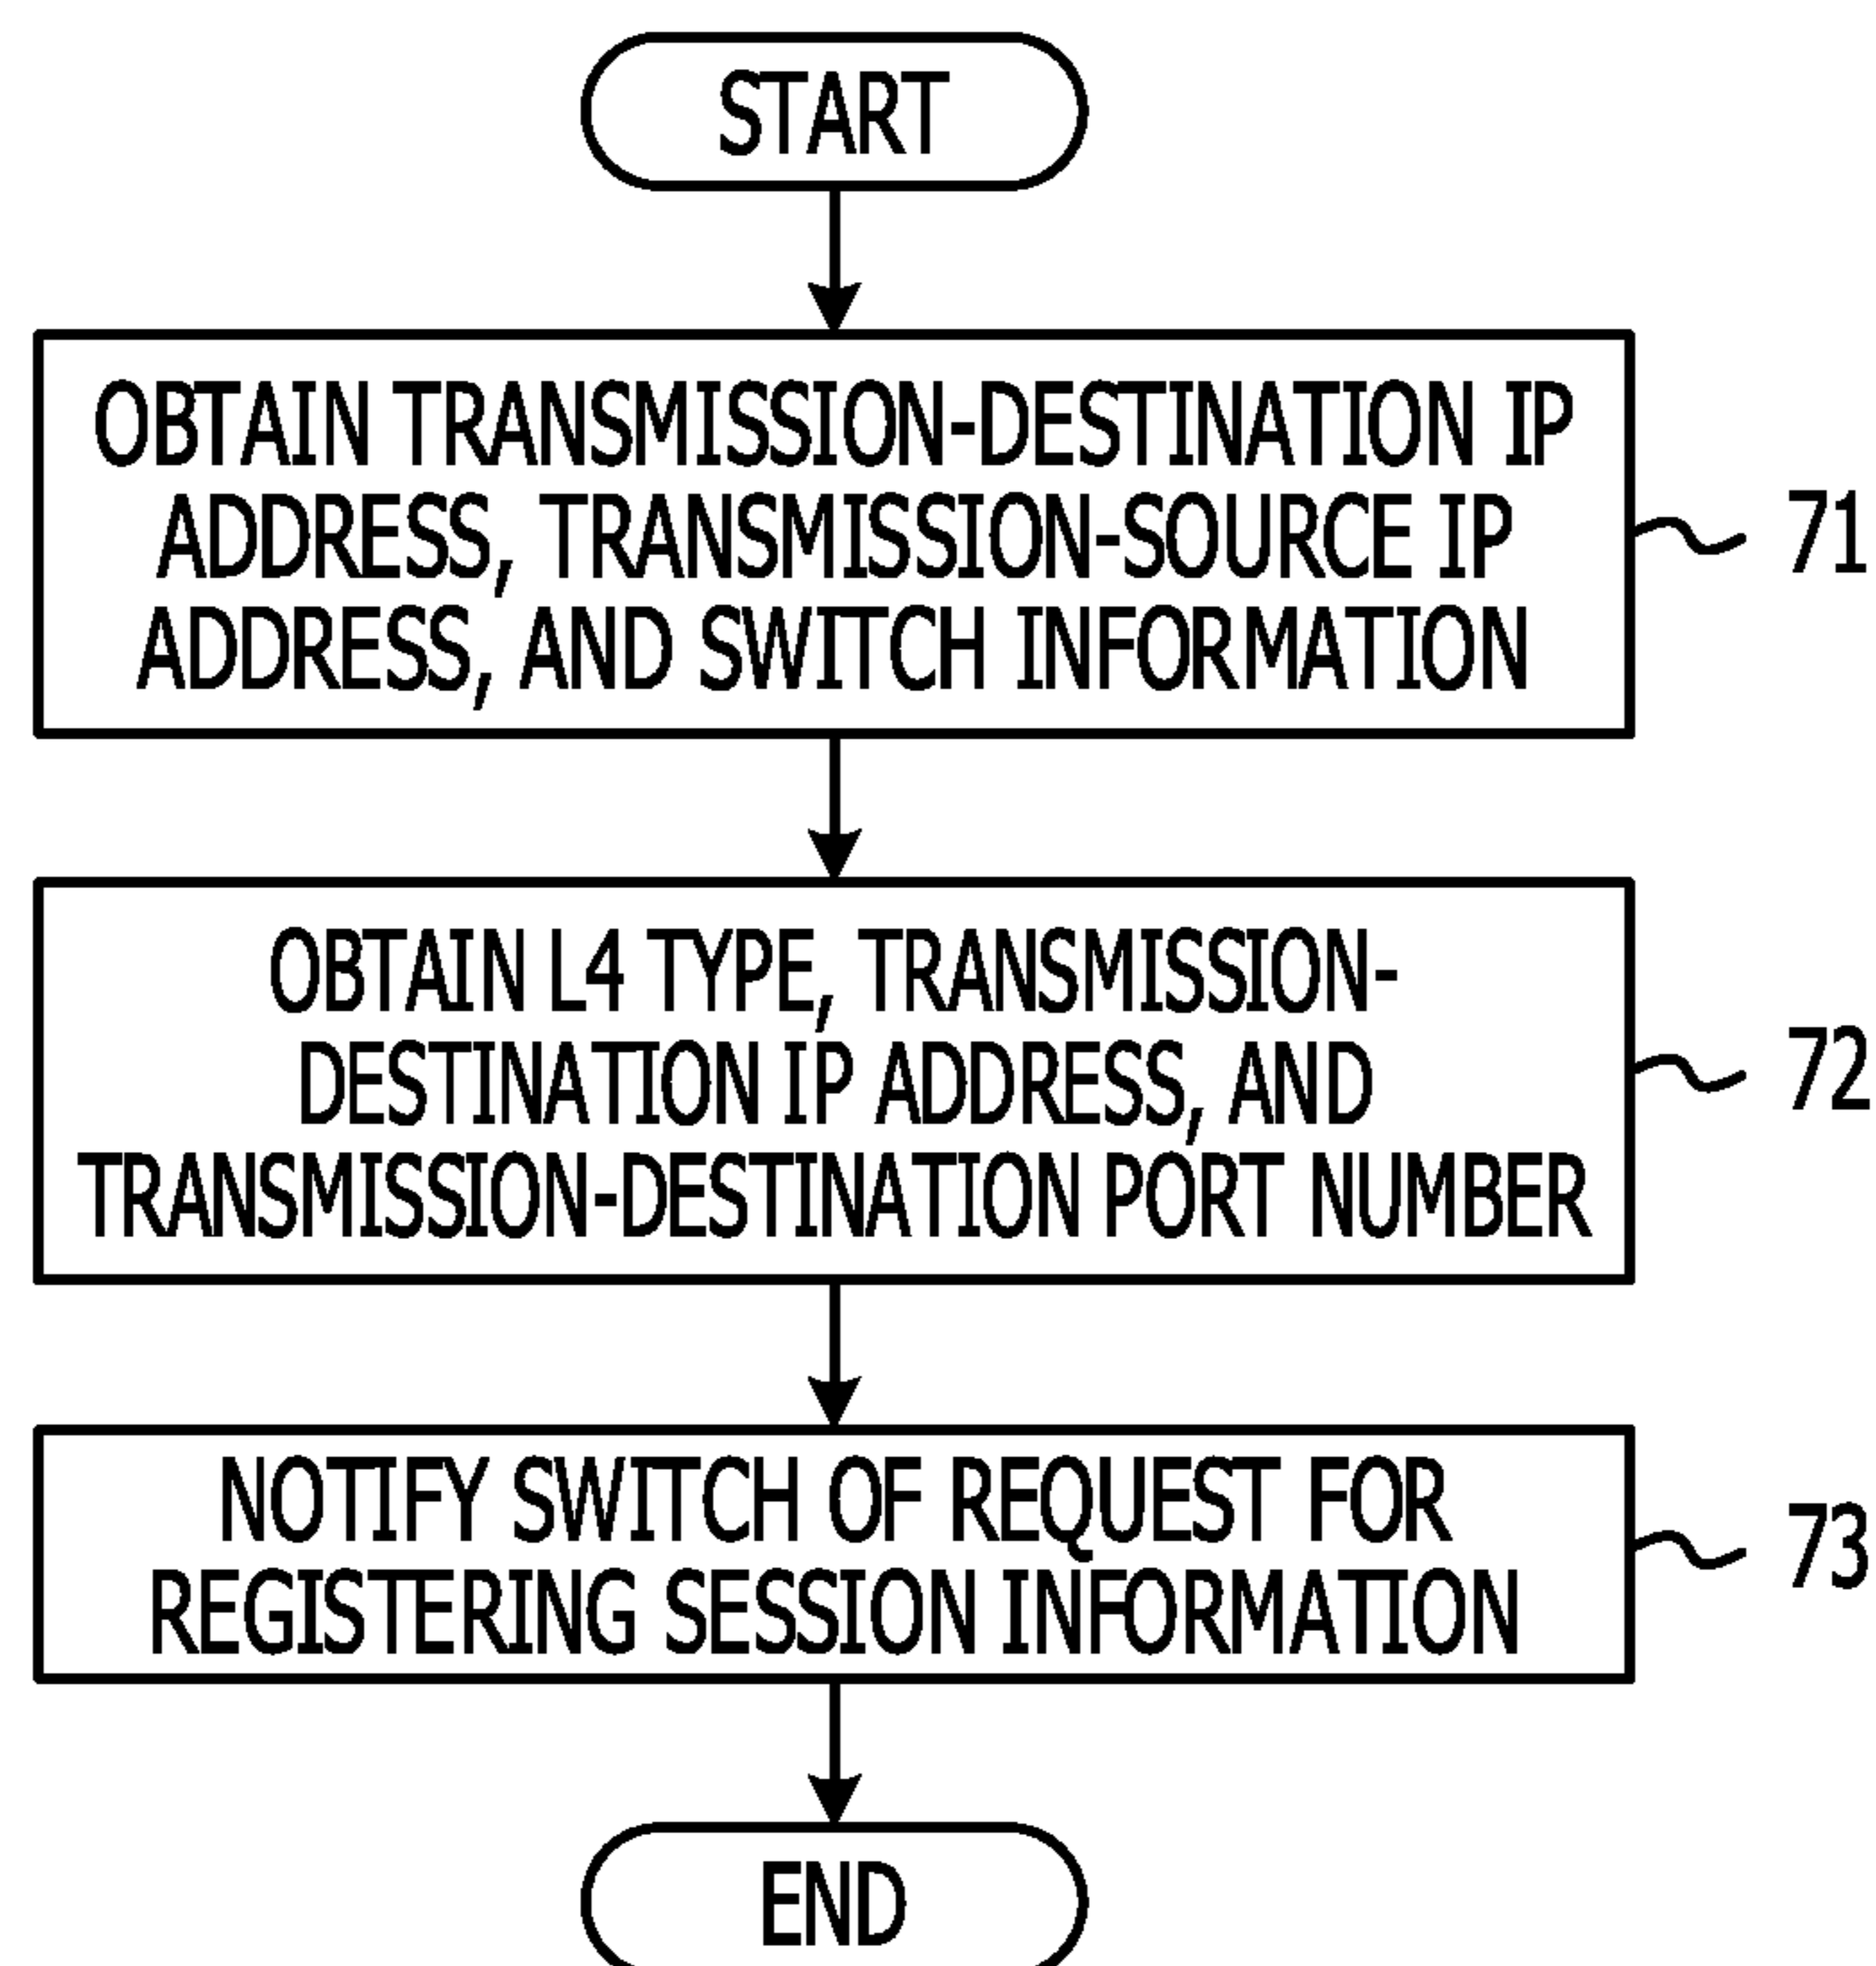 START
OBTAIN TRANSMISSION-DESTINATION IP
ADDRESS, TRANSMISSION-SOURCE IP
ADDRESS, AND SWITCH INFORMATION
71
OBTAIN L4 TYPE, TRANSMISSION-
DESTINATION IP ADDRESS, AND
TRANSMISSION-DESTINATION PORT NUMBER
72
NOTIFY SWITCH OF REQUEST FOR
REGISTERING SESSION INFORMATION
73
END